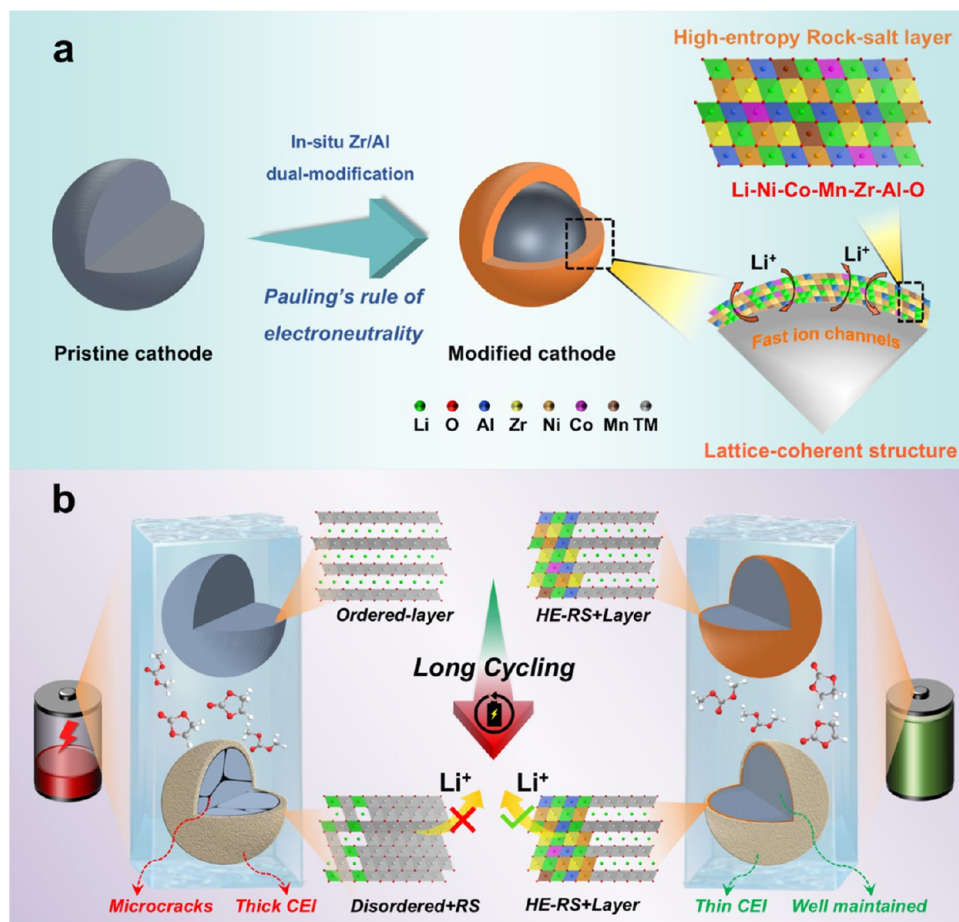 a
High-entropy Rock-salt layer
In-situ Zr/Al
dual-modification
Li-Ni-Co-Mn-Zr-Al-O
Li⁺ Li⁺
Pauling's rule of
electroneutrality
Fast ion channels
Pristine cathode
Modified cathode
Li O Al Zr Ni Co Mn TM
Lattice-coherent structure
b
Ordered-layer
HE-RS+Layer
Long Cycling
Li⁺ Li⁺
Microcracks
Thick CEI
Disordered+RS
HE-RS+Layer
Thin CEI
Well maintained